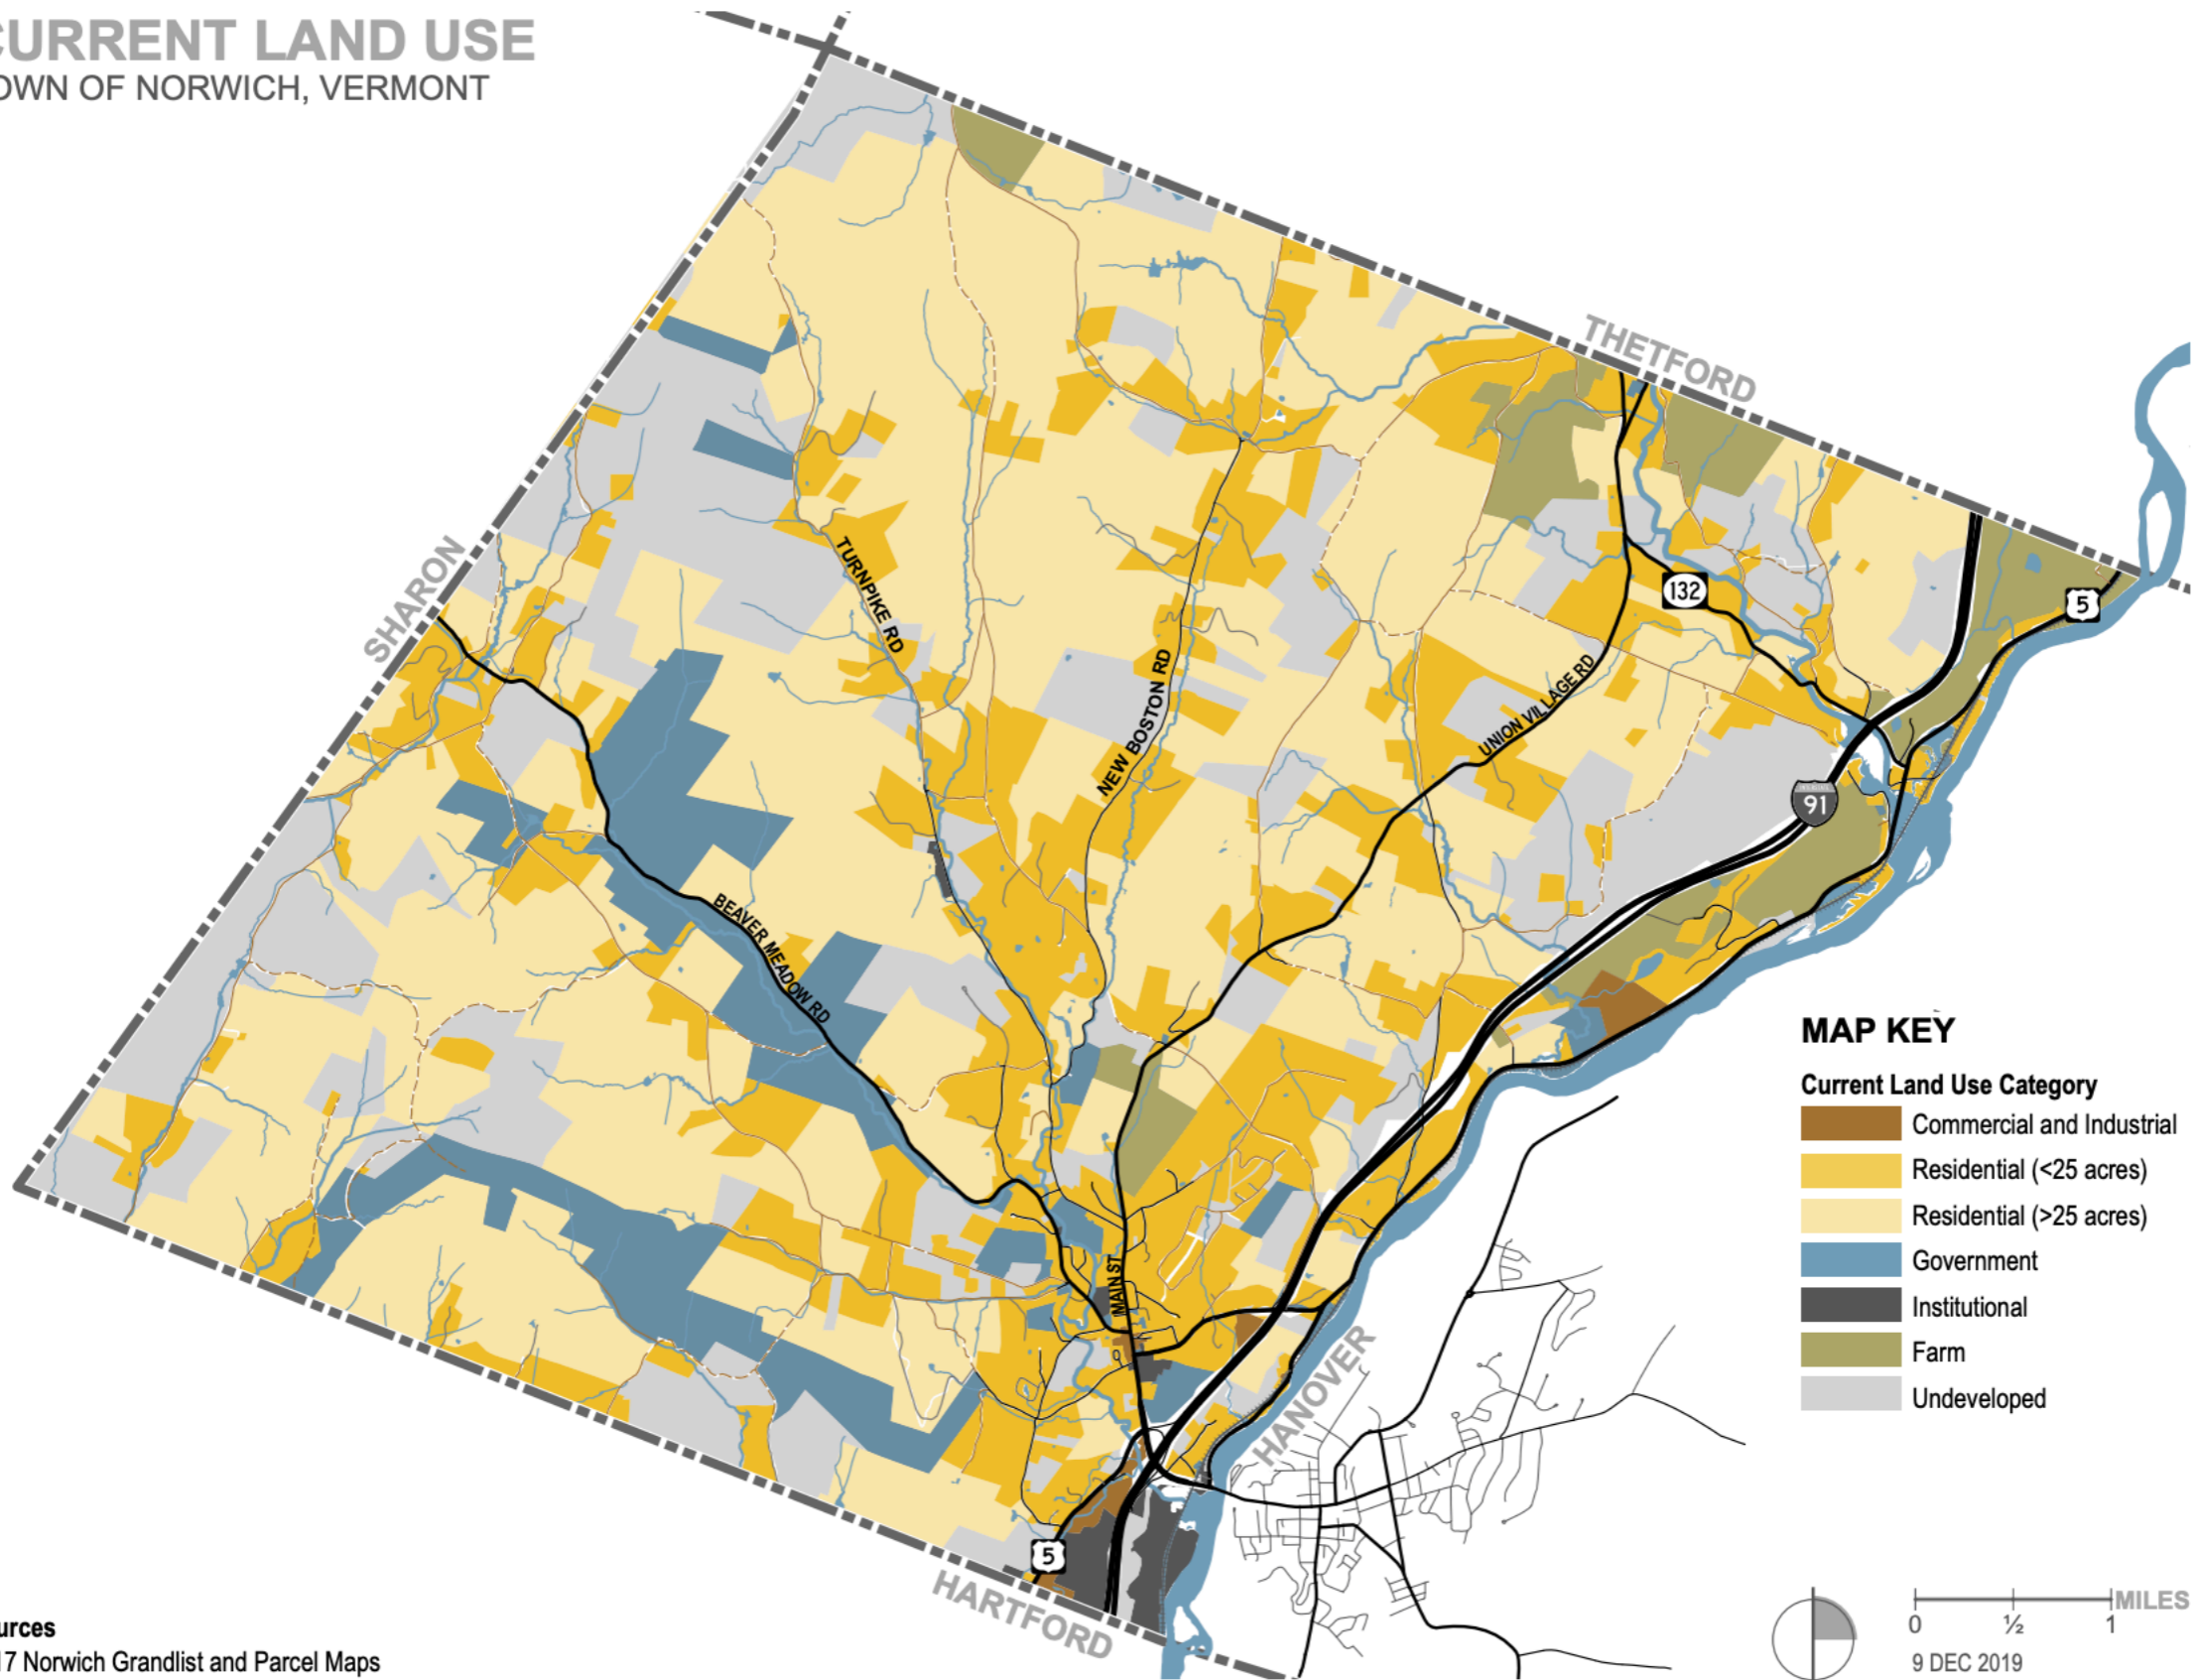 CURRENT LAND USE
OWN OF NORWICH, VERMONT
THETFORD
SHARON
TURNPIKE RD
NEW BOSTON RD
UNION VILLAGE RD
132
5
INTERSTATE
91
BEAVER MEADOW RD
MAIN ST
HANOVER
5
HARTFORD
MAP KEY
Current Land Use Category
Commercial and Industrial
Residential (<25 acres)
Residential (>25 acres)
Government
Institutional
Farm
Undeveloped
MILES
0 ½ 1
9 DEC 2019
urces
17 Norwich Grandlist and Parcel Maps